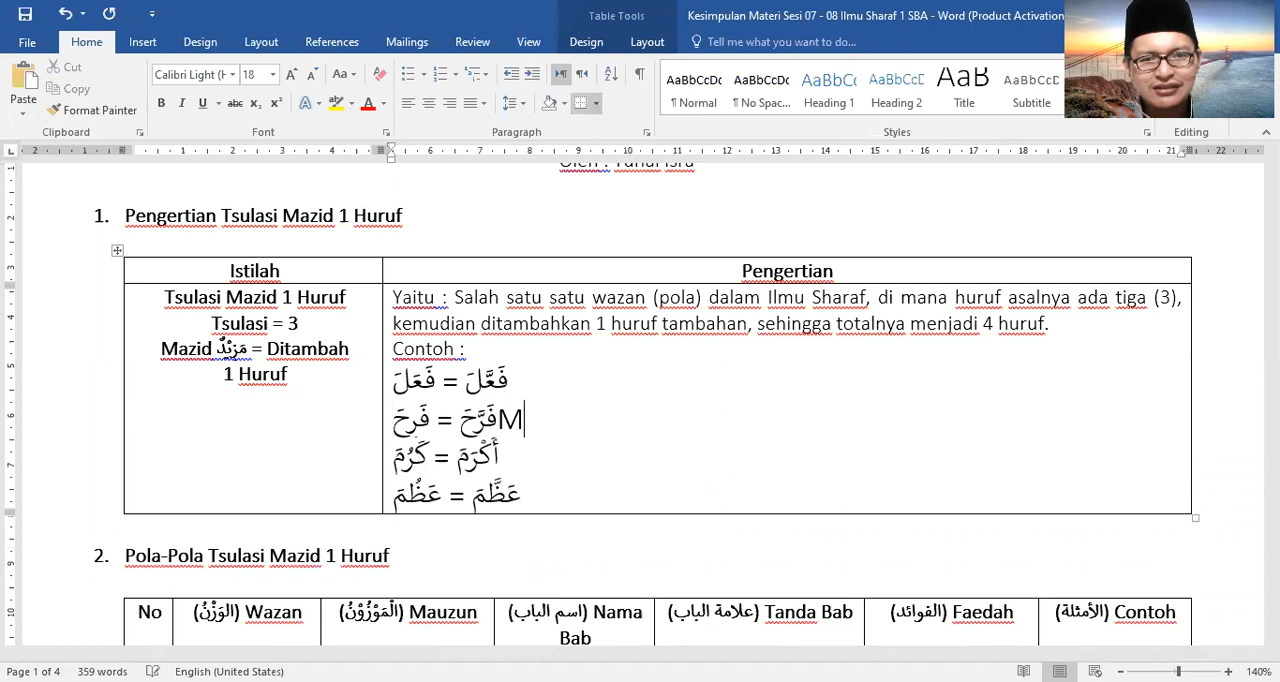 Table Tools
Kesimpulan Materi Sesi 07 - 08 Ilmu Sharaf 1 SBA - Word (Product Activation
File Home Insert Design Layout References Mailings Review View Design Layout Tell me what you want to do...
Cut
Copy
Format Painter
Paste
Clipboard
Calibri Light (H 18
Font
Paragraph
AaBbCcDc AaBbCcDc AaBbCc AaBbCcE AaB AaBbCcD
¶ Normal ¶ No Spac... Heading 1 Heading 2 Title Subtitle
Styles
Editing
1. Pengertian Tsulasi Mazid 1 Huruf
Istilah Pengertian
Tsulasi Mazid 1 Huruf
Tsulasi = 3
Mazid مَزِيْدٌ = Ditambah
1 Huruf
Yaitu : Salah satu satu wazan (pola) dalam Ilmu Sharaf, di mana huruf asalnya ada tiga (3),
kemudian ditambahkan 1 huruf tambahan, sehingga totalnya menjadi 4 huruf.
Contoh :
فَعَلَ = فَعَّلَ
فَرِحَ = فَرَّحَM
كَرُمَ = أَكْرَمَ
عَظُمَ = عَظَّمَ
2. Pola-Pola Tsulasi Mazid 1 Huruf
No Wazan (الوَزْنُ) Mauzun (الْمَوْزُوْنُ) Nama (اسم الباب) Bab Tanda Bab (علامة الباب) Faedah (الفوائد) Contoh (الأمثلة)
Page 1 of 4 359 words English (United States) 140%